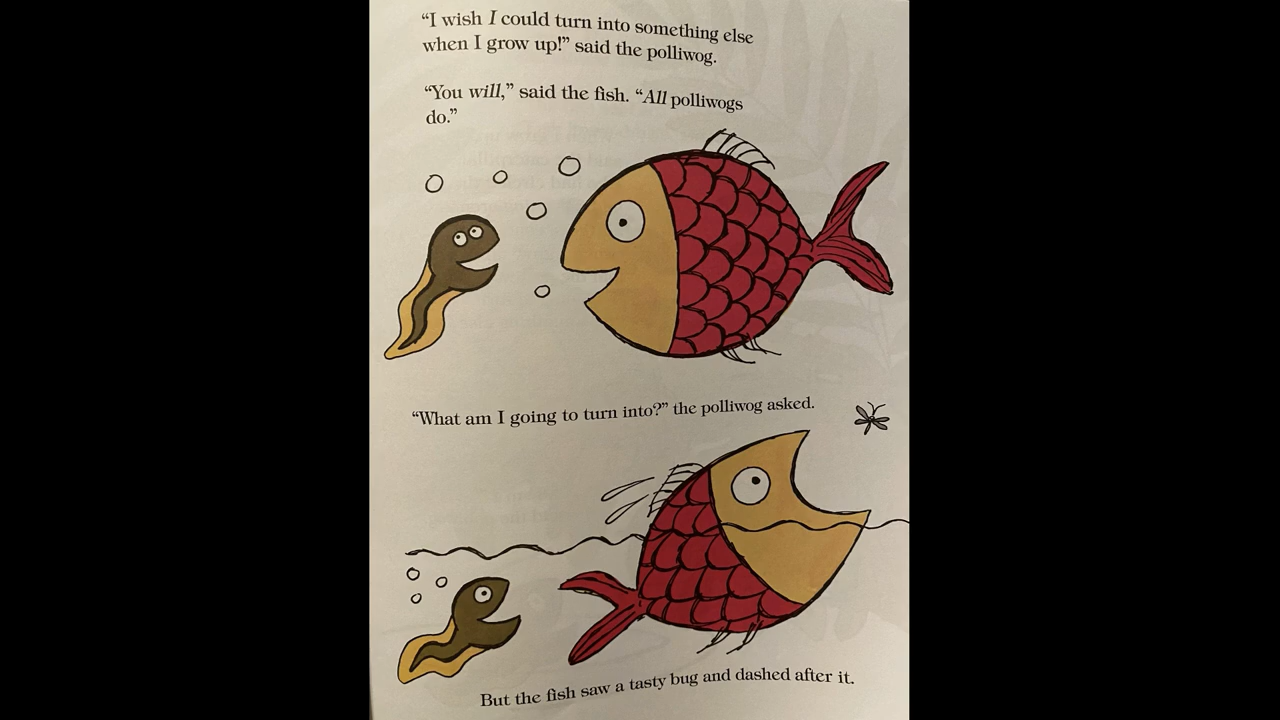 “I wish I could turn into something else
when I grow up!” said the polliwog.
“You will,” said the fish. “All polliwogs
do.”
“What am I going to turn into?” the polliwog asked.
But the fish saw a tasty bug and dashed after it.